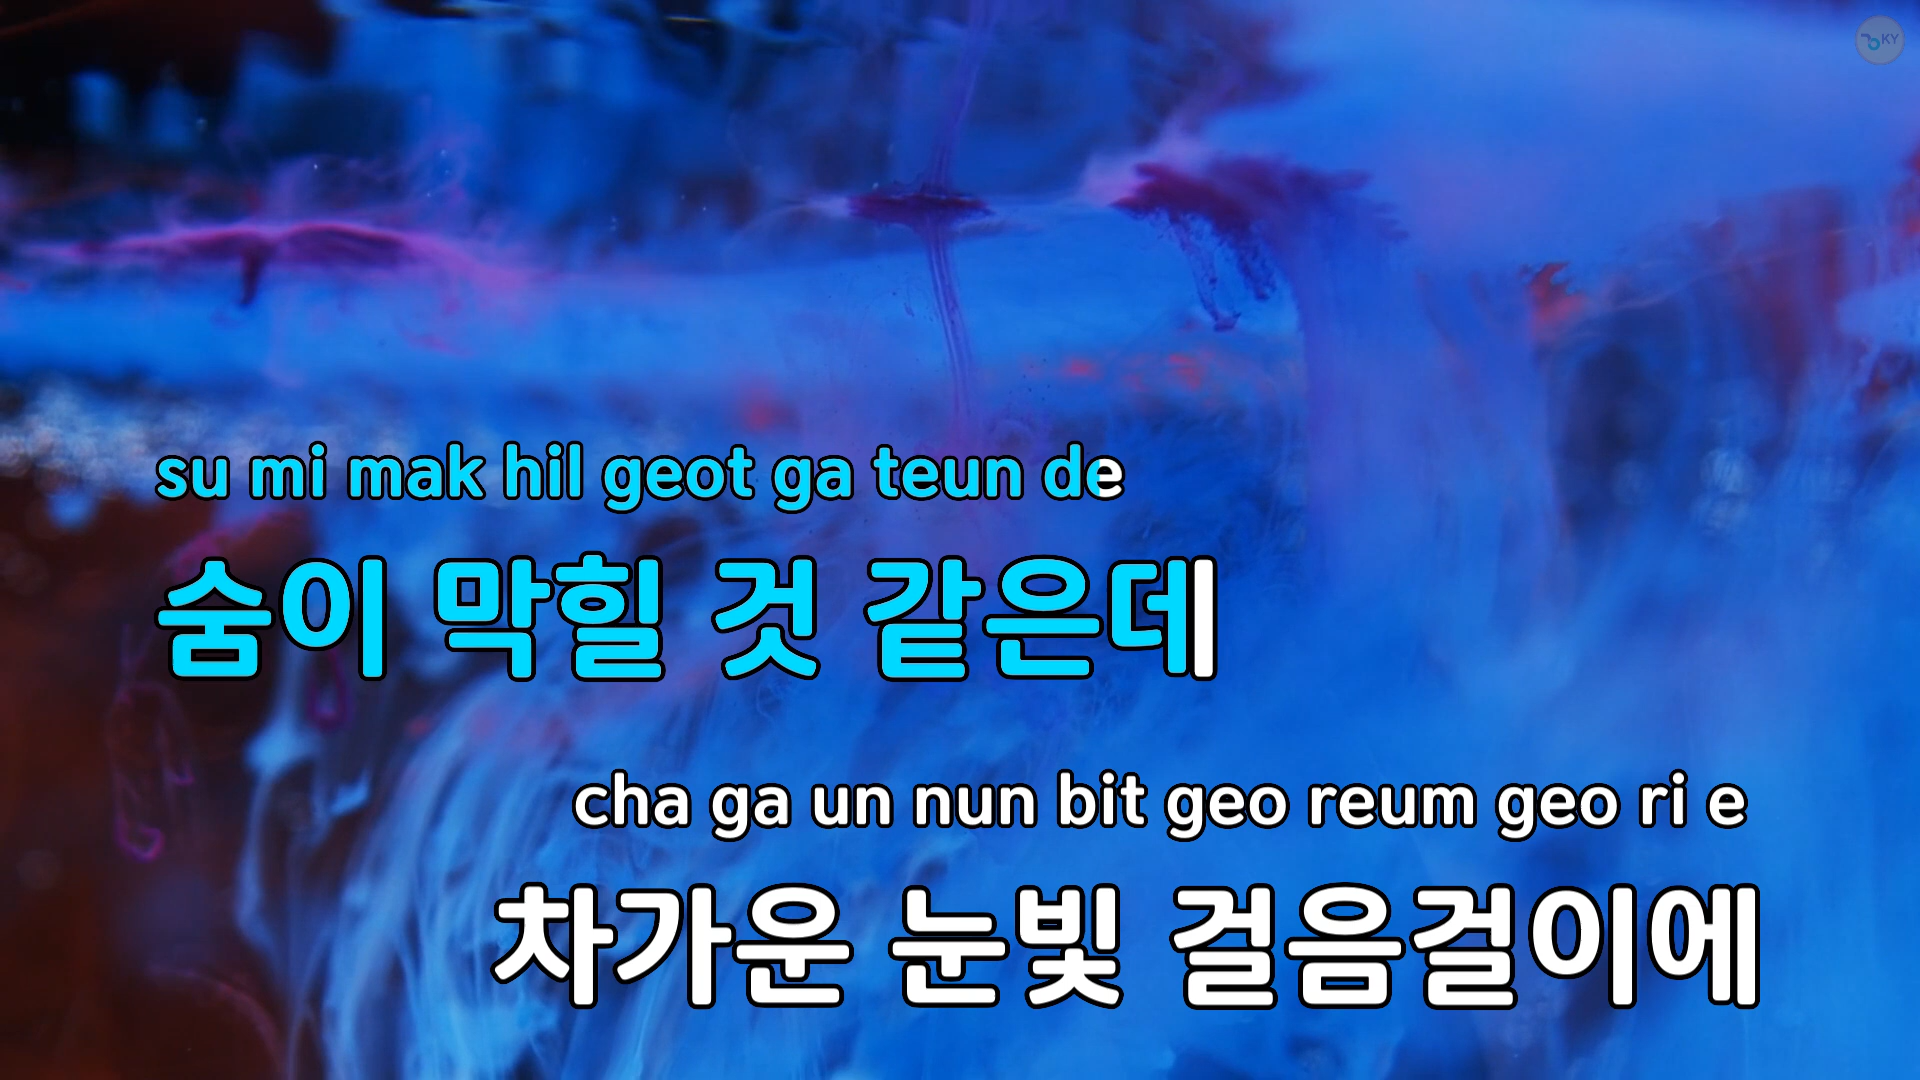 KY
su mi mak hil geot ga teun de
숨이 막힐 것 같은데
cha ga un nun bit geo reum geo ri e
차가운 눈빛 걸음걸이에